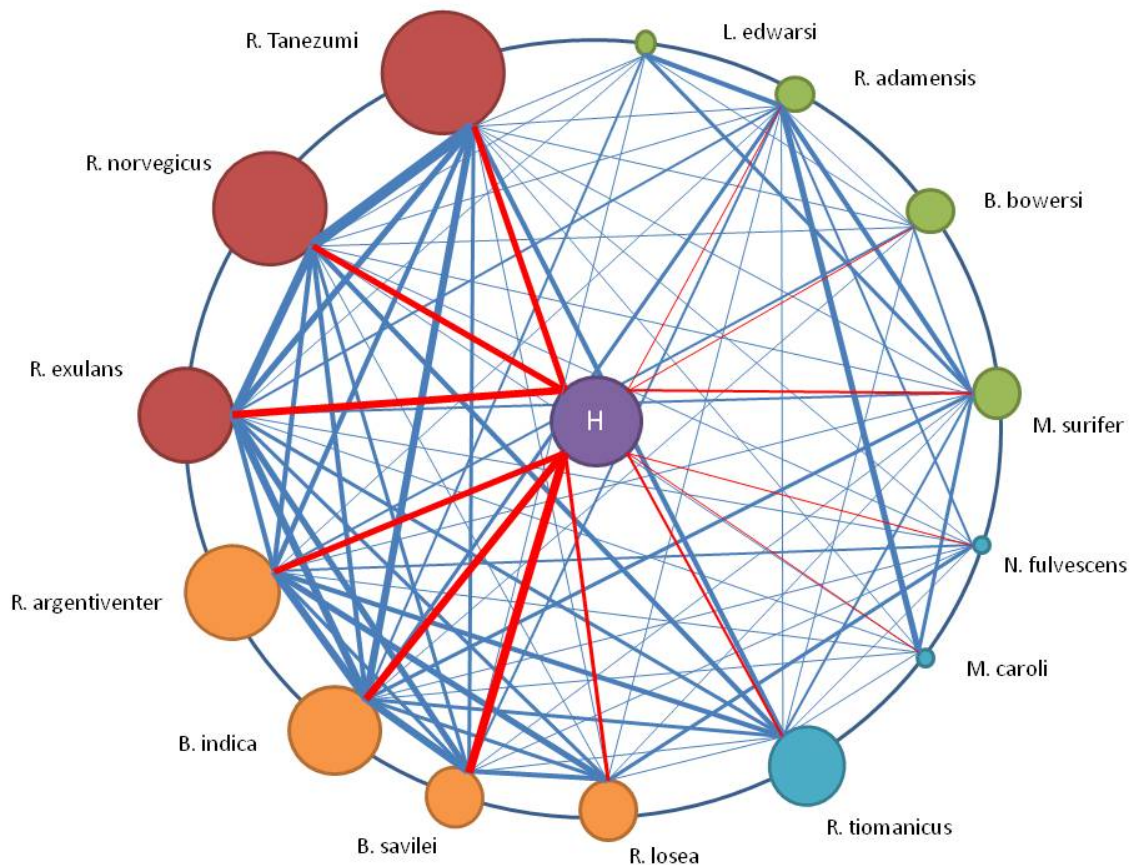 R. Tanezumi
L. edwarsi
R. adamensis
R. norvegicus
B. bowersi
R. exulans
H
M. surifer
N. fulvescens
R. argentiventer
M. caroli
B. indica
R. tiomanicus
B. savilei
R. losea